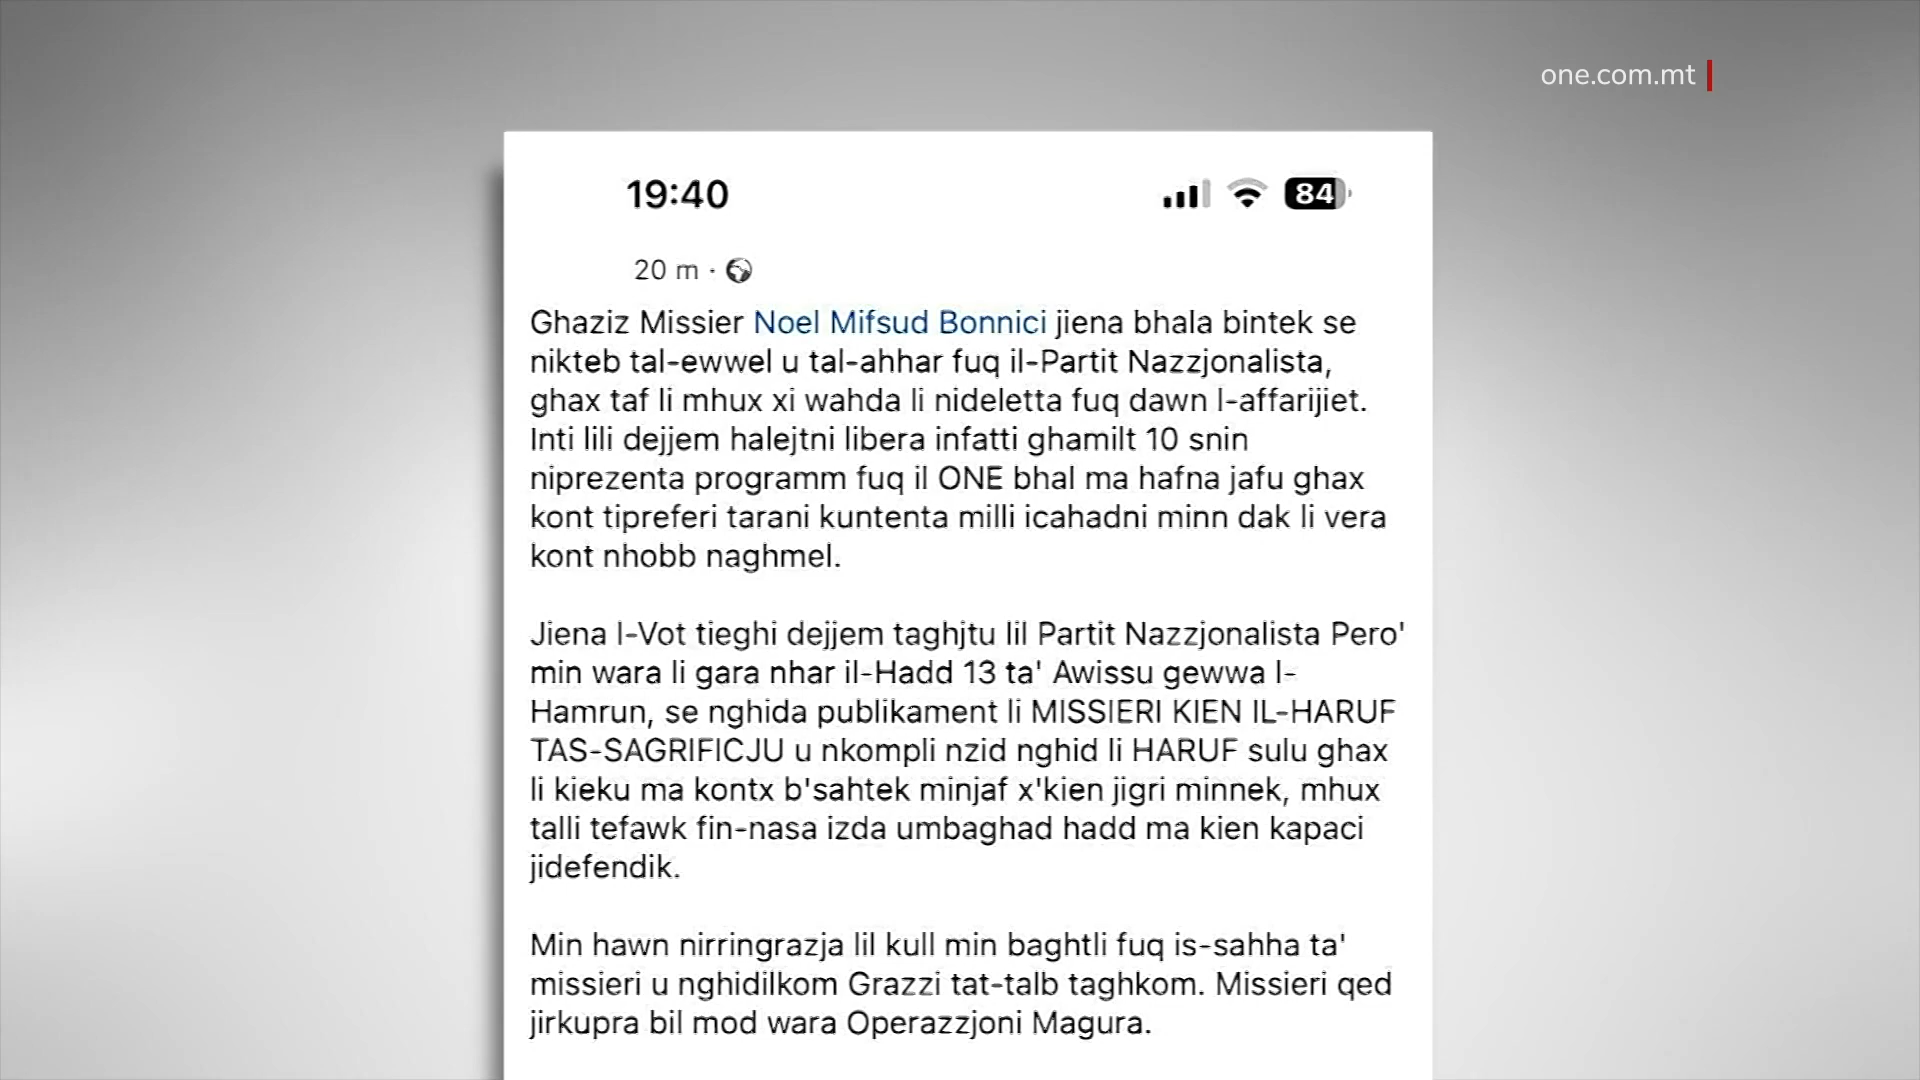 one.com.mt
19:40
84
20 m ·
Ghaziz Missier Noel Mifsud Bonnici jiena bhala bintek se
nikteb tal-ewwel u tal-ahhar fuq il-Partit Nazzjonalista,
ghax taf li mhux xi wahda li nideletta fuq dawn l-affarijiet.
Inti lili dejjem halejtni libera infatti ghamilt 10 snin
niprezenta programm fuq il ONE bhal ma hafna jafu ghax
kont tipreferi tarani kuntenta milli icahadni minn dak li vera
kont nhobb naghmel.
Jiena l-Vot tieghi dejjem taghjtu lil Partit Nazzjonalista Pero'
min wara li gara nhar il-Hadd 13 ta' Awissu gewwa l-
Hamrun, se nghida publikament li MISSIERI KIEN IL-HARUF
TAS-SAGRIFICJU u nkompli nzid nghid li HARUF sulu ghax
li kieku ma kontx b'sahtek minjaf x'kien jigri minnek, mhux
talli tefawk fin-nasa izda umbaghad hadd ma kien kapaci
jidefendik.
Min hawn nirringrazja lil kull min baghtli fuq is-sahha ta'
missieri u nghidilkom Grazzi tat-talb taghkom. Missieri qed
jirkupra bil mod wara Operazzjoni Magura.